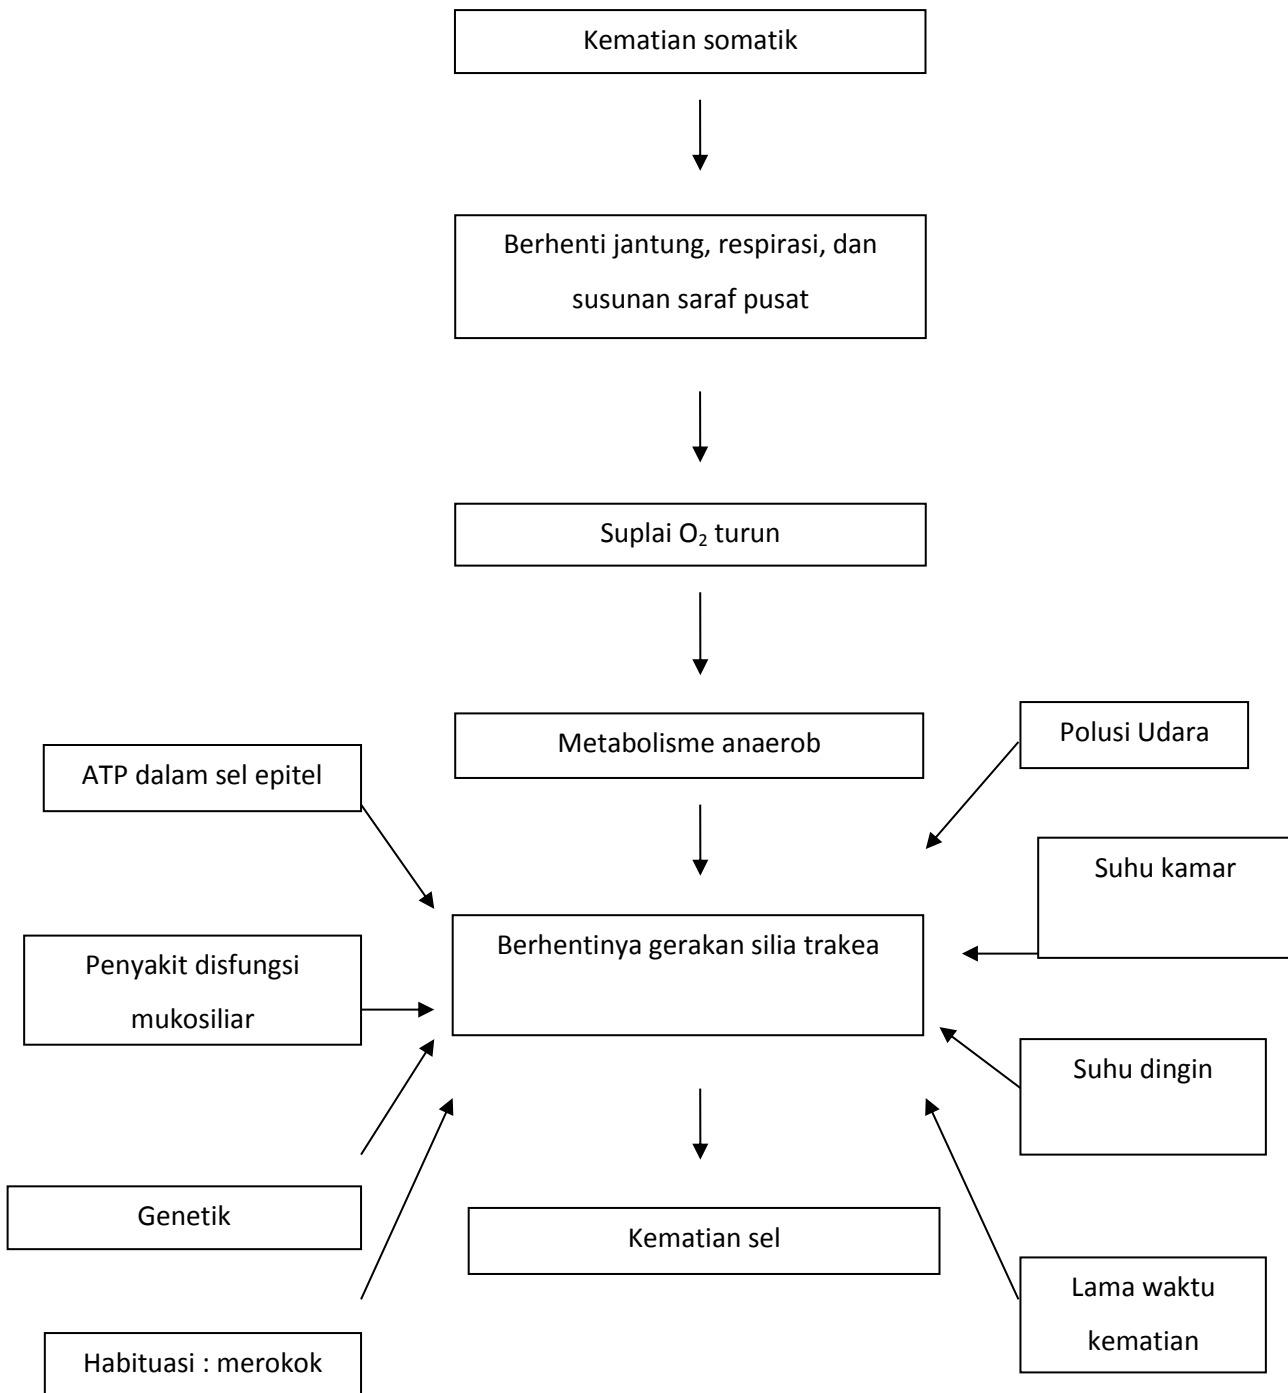 Kematian somatik
Berhenti jantung, respirasi, dan
susunan saraf pusat
Suplai O₂ turun
Metabolisme anaerob
Polusi Udara
ATP dalam sel epitel
Suhu kamar
Berhentinya gerakan silia trakea
Penyakit disfungsi
mukosiliar
Suhu dingin
Genetik
Kematian sel
Lama waktu
kematian
Habituasi : merokok